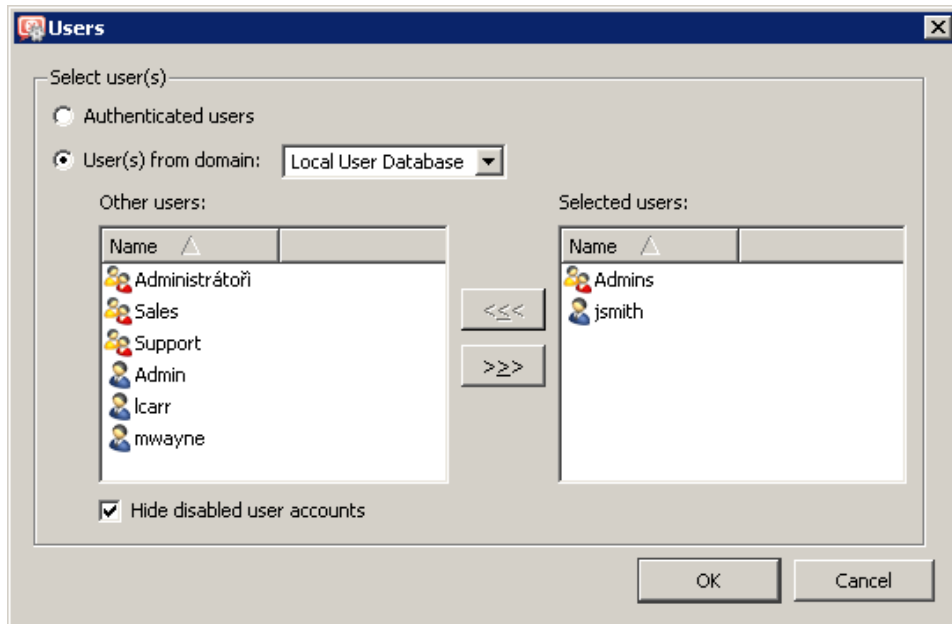 Users
Select user(s)
Authenticated users
User(s) from domain: Local User Database
Other users:
Name
Administrátoři
Sales
Support
Admin
lcarr
mwayne
<<<
>>>
Selected users:
Name
Admins
jsmith
Hide disabled user accounts
OK
Cancel